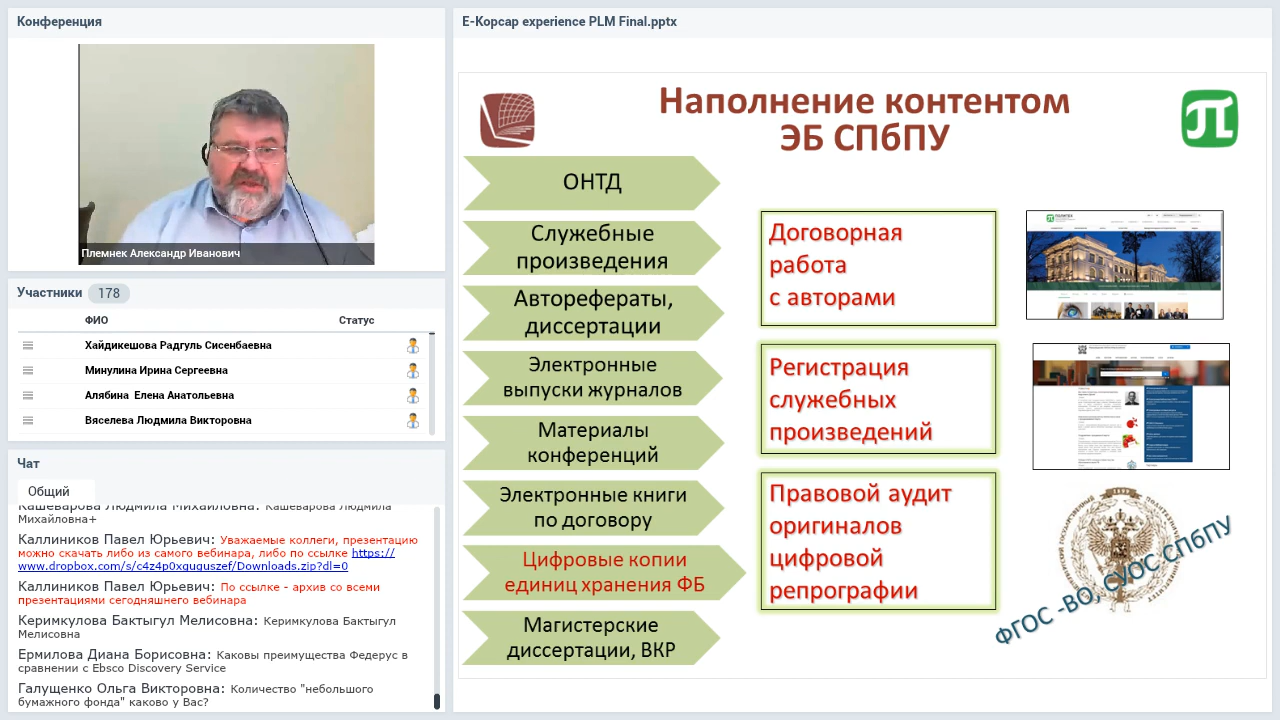 Конференция
Племнек Александр Иванович
Участники 178
ФИО Статус
Хайдикешова Радгуль Сисенбаевна
Минулина Ирина Сергеевна
Алябина Елена Анатольевна
Вяселева Людмила Викторовна
Чат
Общий
Кашеварова Людмила Михайловна: Кашеварова Людмила
Михайловна+
Каллиников Павел Юрьевич: Уважаемые коллеги, презентацию
можно скачать либо из самого вебинара, либо по ссылке https://
www.dropbox.com/s/c4z4p0xguguszef/Downloads.zip?dl=0
Каллиников Павел Юрьевич: По ссылке - архив со всеми
презентациями сегодняшнего вебинара
Керимкулова Бактыгул Мелисовна: Керимкулова Бактыгул
Мелисовна
Ермилова Диана Борисовна: Каковы преимущества Федерус в
сравнении с Ebsco Discovery Service
Галущенко Ольга Викторовна: Количество "небольшого
бумажного фонда" каково у Вас?
E-Kopcap experience PLM Final.pptx
Наполнение контентом
ЭБ СПбПУ
ОНТД
Служебные
произведения
Авторефераты,
диссертации
Электронные
выпуски журналов
Материалы
конференций
Электронные книги
по договору
Цифровые копии
единиц хранения ФБ
Магистерские
диссертации, ВКР
Договорная
работа
с авторами
Регистрация
служебных
произведений
Правовой аудит
оригиналов
цифровой
репрографии
ФГОС -ВО, СУОС СПбПУ